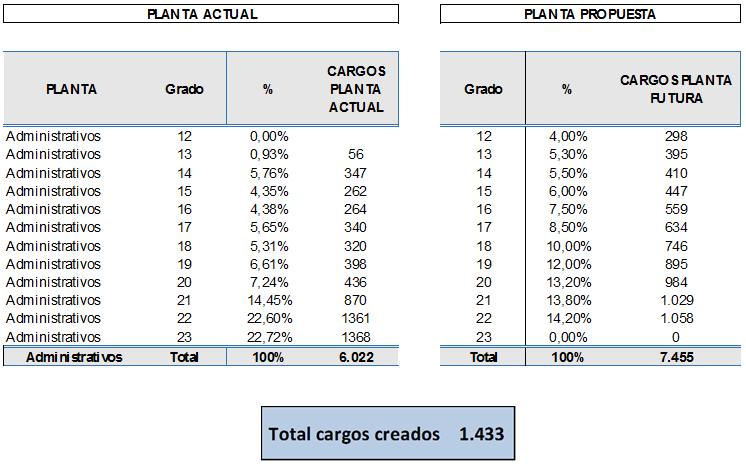 PLANTA ACTUAL PLANTA PROPUESTA
PLANTA Grado % CARGOS PLANTA ACTUAL Grado % CARGOS PLANTA FUTURA
Administrativos 12 0,00% 12 4,00% 298
Administrativos 13 0,93% 56 13 5,30% 395
Administrativos 14 5,76% 347 14 5,50% 410
Administrativos 15 4,35% 262 15 6,00% 447
Administrativos 16 4,38% 264 16 7,50% 559
Administrativos 17 5,65% 340 17 8,50% 634
Administrativos 18 5,31% 320 18 10,00% 746
Administrativos 19 6,61% 398 19 12,00% 895
Administrativos 20 7,24% 436 20 13,20% 984
Administrativos 21 14,45% 870 21 13,80% 1.029
Administrativos 22 22,60% 1361 22 14,20% 1.058
Administrativos 23 22,72% 1368 23 0,00% 0
Administrativos Total 100% 6.022 Total 100% 7.455
Total cargos creados 1.433